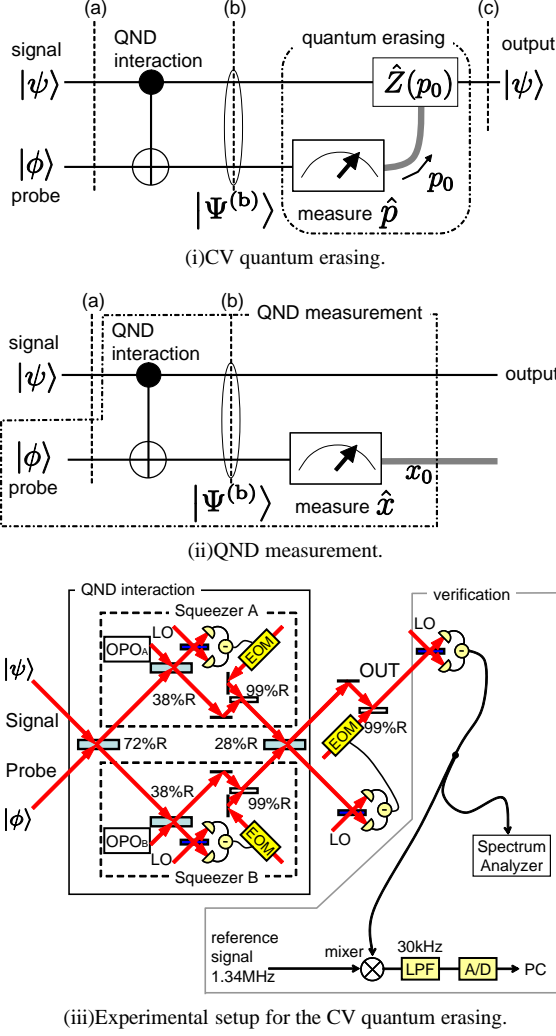 (a)
(b)
(c)
signal
QND
interaction
quantum erasing
output
|ψ⟩
Ẑ(p₀)
|ψ⟩
|ϕ⟩
probe
|Ψ⁽ᵇ⁾⟩
measure p̂
p₀
(i)CV quantum erasing.
(a)
(b)
QND measurement
signal
QND
interaction
|ψ⟩
output
|ϕ⟩
probe
x₀
|Ψ⁽ᵇ⁾⟩
measure x̂
(ii)QND measurement.
QND interaction
verification
Squeezer A
LO
LO
OPOA
EOM
|ψ⟩
38%R
99%R
OUT
Signal
99%R
EOM
72%R
28%R
Probe
38%R
99%R
|ϕ⟩
OPOB
LO
EOM
LO
Squeezer B
Spectrum
Analyzer
reference
signal
1.34MHz
mixer
30kHz
LPF
A/D
PC
(iii)Experimental setup for the CV quantum erasing.